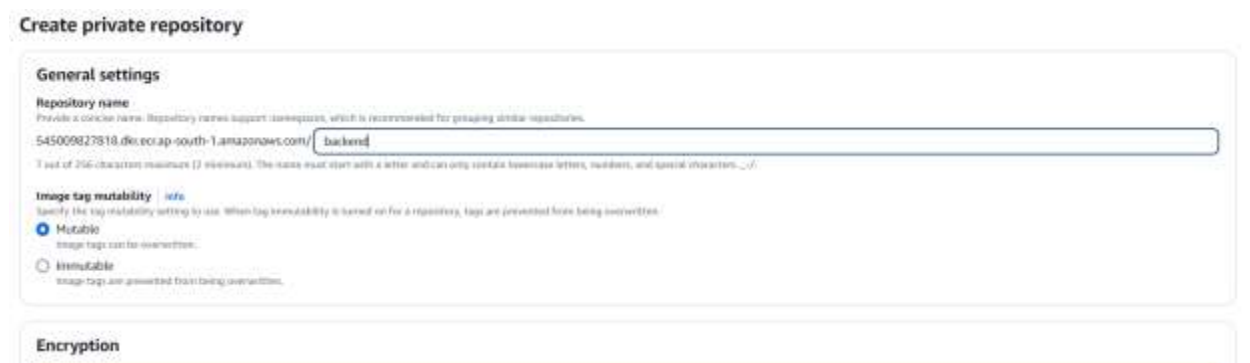 Create private repository
General settings
Repository name
Provide a concise name. Repository names support namespaces, which is recommended for grouping similar repositories.
545009827818.dkr.ecr.ap-south-1.amazonaws.com/ backend
7 out of 256 characters maximum (2 minimum). The name must start with a letter and can only contain lowercase letters, numbers, and special characters ._-/.
Image tag mutability Info
Specify the tag mutability setting to use. When tag immutability is turned on for a repository, tags are prevented from being overwritten.
Mutable
Image tags can be overwritten.
Immutable
Image tags are prevented from being overwritten.
Encryption